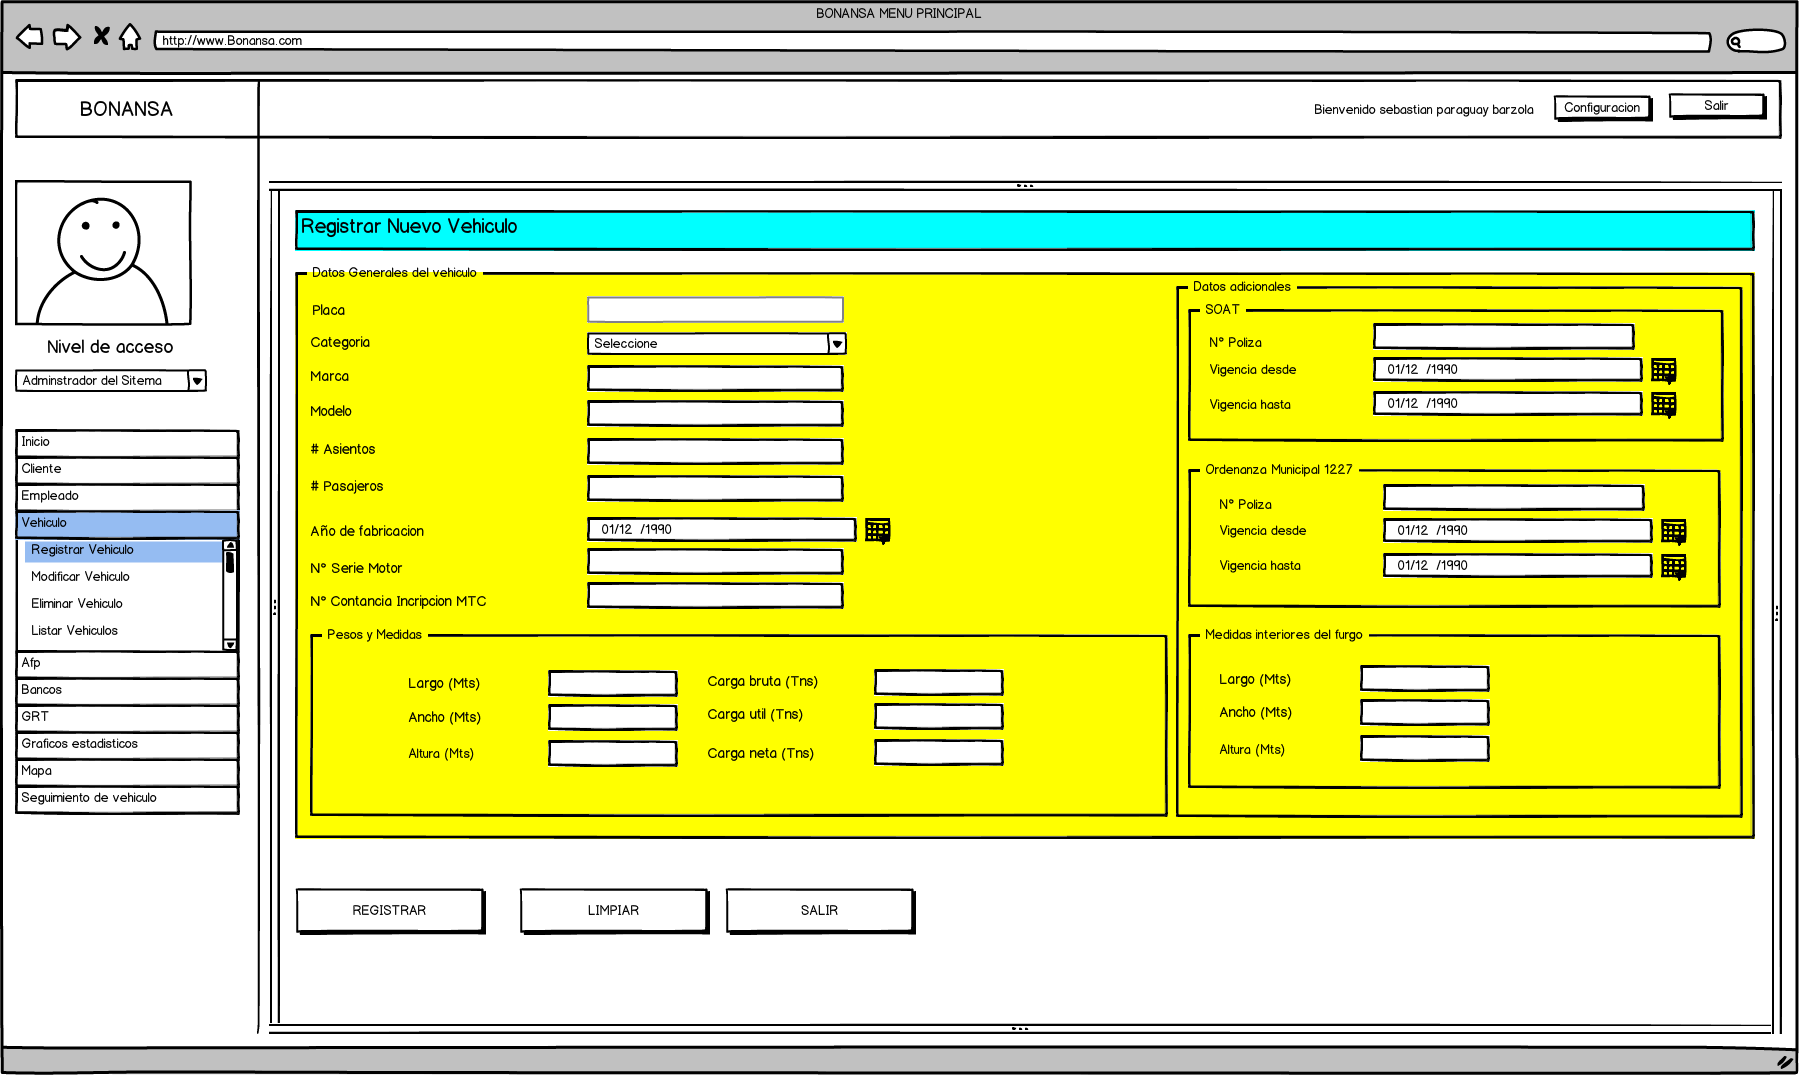 BONANSA MENU PRINCIPAL
http://www.Bonansa.com
BONANSA
Bienvenido sebastian paraguay barzola
Configuracion
Salir
Nivel de acceso
Adminstrador del Sitema
Inicio
Cliente
Empleado
Vehiculo
Registrar Vehiculo
Modificar Vehiculo
Eliminar Vehiculo
Listar Vehiculos
Afp
Bancos
GRT
Graficos estadisticos
Mapa
Seguimiento de vehiculo
Registrar Nuevo Vehiculo
Datos Generales del vehiculo
Placa
Categoria
Seleccione
Marca
Modelo
# Asientos
# Pasajeros
Año de fabricacion
01/12 /1990
N° Serie Motor
N° Contancia Incripcion MTC
Pesos y Medidas
Largo (Mts)
Carga bruta (Tns)
Ancho (Mts)
Carga util (Tns)
Altura (Mts)
Carga neta (Tns)
Datos adicionales
SOAT
N° Poliza
Vigencia desde
01/12 /1990
Vigencia hasta
01/12 /1990
Ordenanza Municipal 1227
N° Poliza
Vigencia desde
01/12 /1990
Vigencia hasta
01/12 /1990
Medidas interiores del furgo
Largo (Mts)
Ancho (Mts)
Altura (Mts)
REGISTRAR
LIMPIAR
SALIR